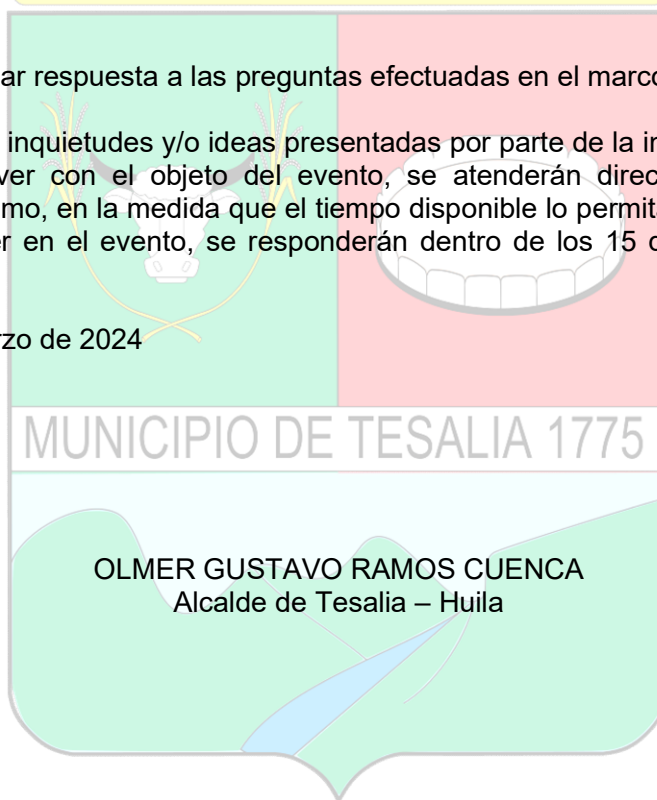 ar respuesta a las preguntas efectuadas en el marco
inquietudes y/o ideas presentadas por parte de la in
ver con el objeto del evento, se atenderán direc
mo, en la medida que el tiempo disponible lo permita
er en el evento, se responderán dentro de los 15 d
rzo de 2024
MUNICIPIO DE TESALIA 1775
OLMER GUSTAVO RAMOS CUENCA
Alcalde de Tesalia – Huila